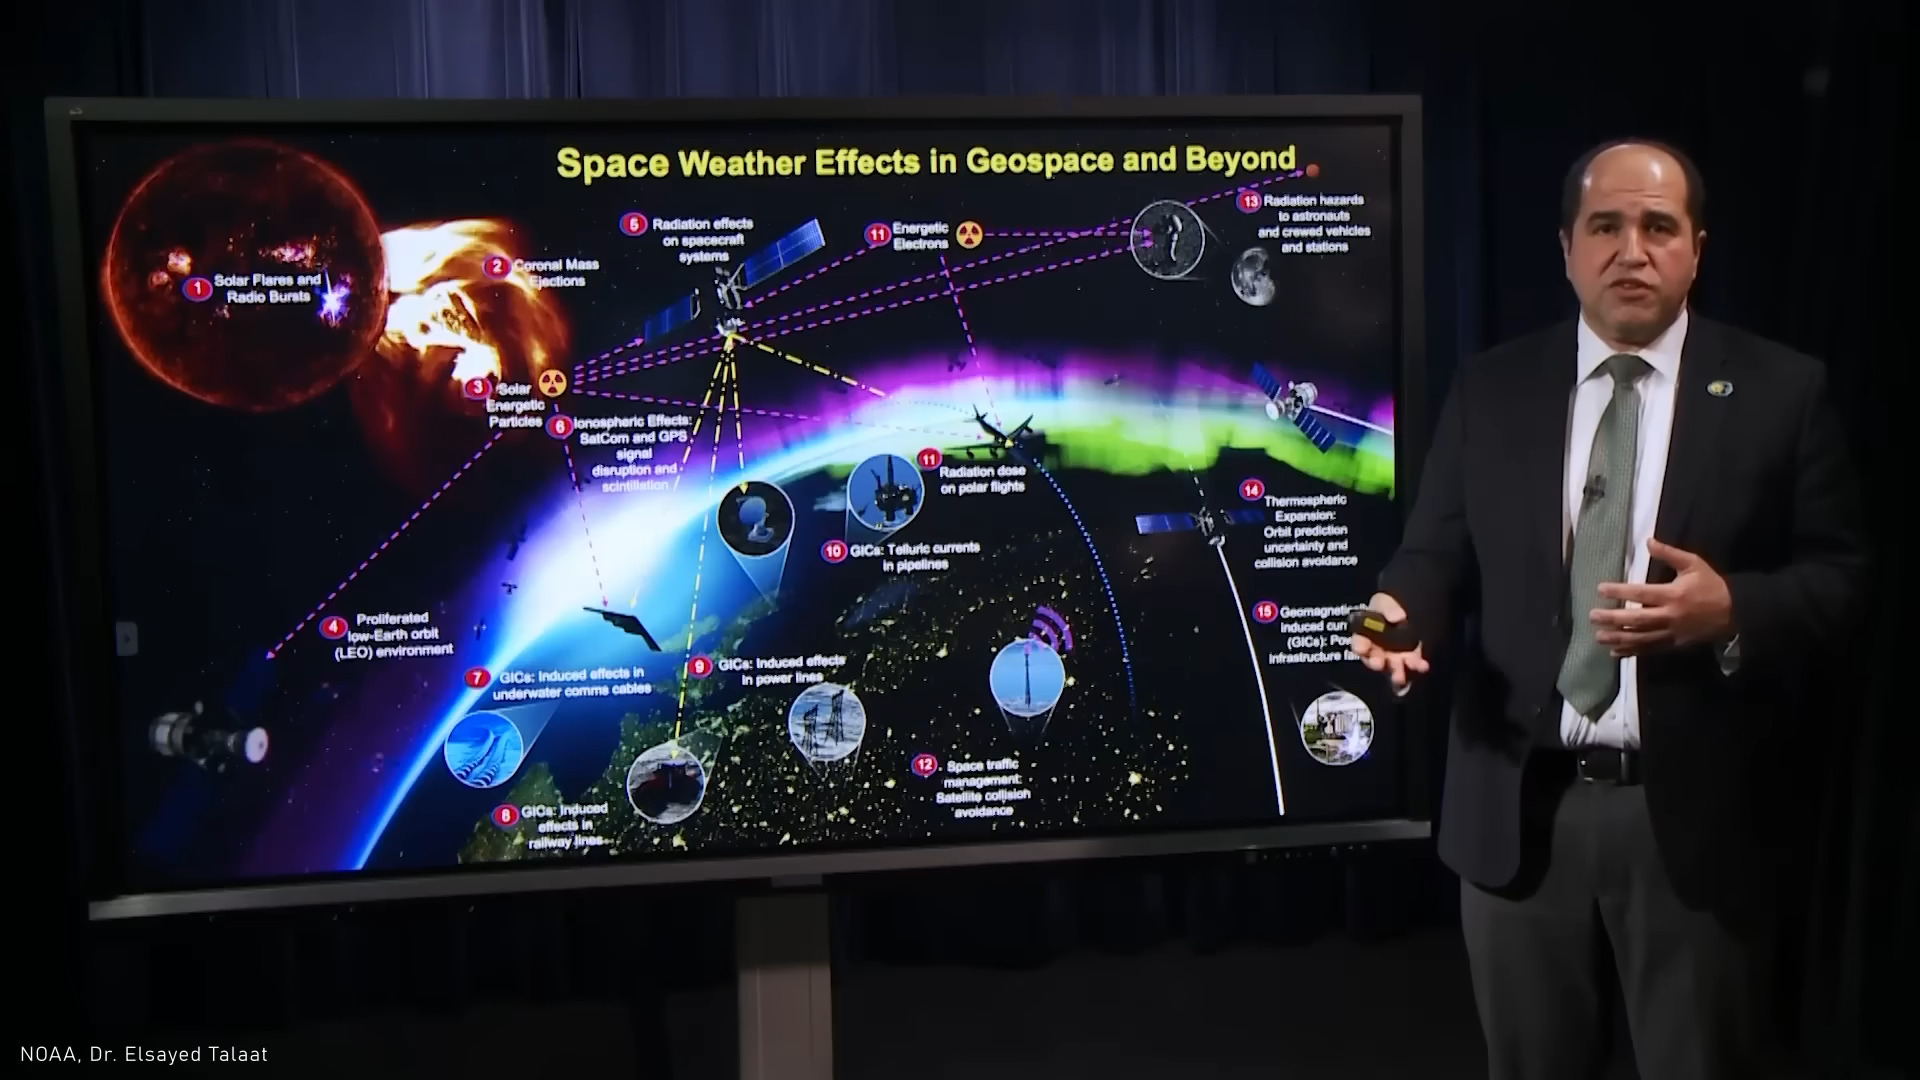 Space Weather Effects in Geospace and Beyond
1 Solar Flares and
Radio Bursts
2 Coronal Mass
Ejections
3 Solar
Energetic
Particles
4 Proliferated
low-Earth orbit
(LEO) environment
5 Radiation effects
on spacecraft
systems
6 Ionospheric Effects:
SatCom and GPS
signal
disruption and
scintillation
7 GICs: Induced effects in
underwater comms cables
8 GICs: Induced
effects in
railway lines
9 GICs: Induced effects
in power lines
10 GICs: Telluric currents
in pipelines
11 Energetic
Electrons
11 Radiation dose
on polar flights
12 Space traffic
management:
Satellite collision
avoidance
13 Radiation hazards
to astronauts
and crewed vehicles
and stations
14 Thermospheric
Expansion:
Orbit prediction
uncertainty and
collision avoidance
15
Induced
(GICs):
Infrastructure
NOAA, Dr. Elsayed Talaat